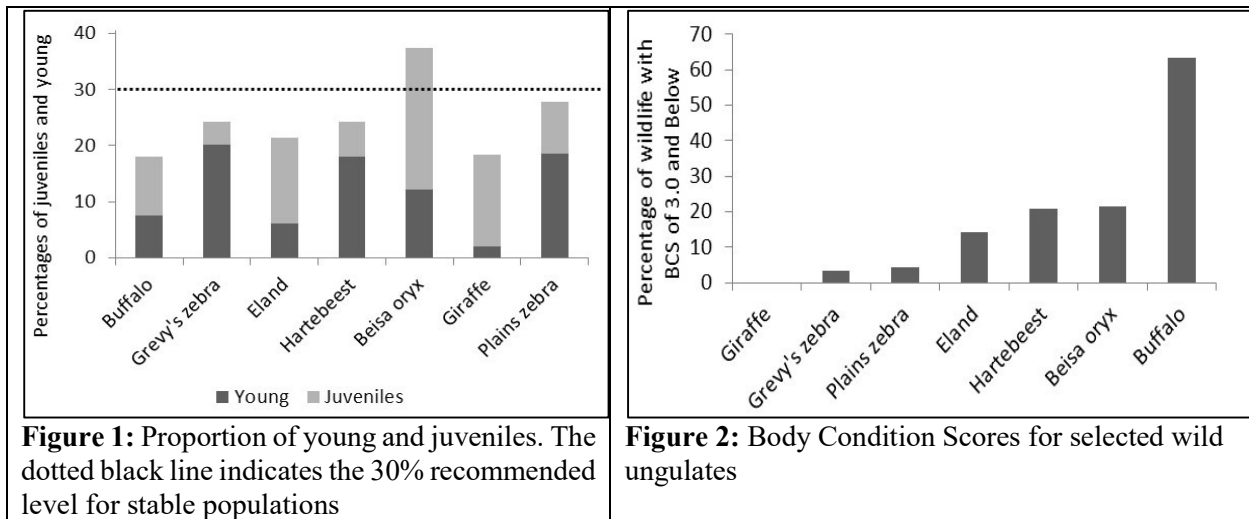 Percentages of juveniles and young
40
30
20
10
0
Buffalo
Grevy's zebra
Eland
Hartebeest
Beisa oryx
Giraffe
Plains zebra
Young
Juveniles
Figure 1: Proportion of young and juveniles. The
dotted black line indicates the 30% recommended
level for stable populations
Percentage of wildlife with
BCS of 3.0 and Below
70
60
50
40
30
20
10
0
Giraffe
Grevy's zebra
Plains zebra
Eland
Hartebeest
Beisa oryx
Buffalo
Figure 2: Body Condition Scores for selected wild
ungulates